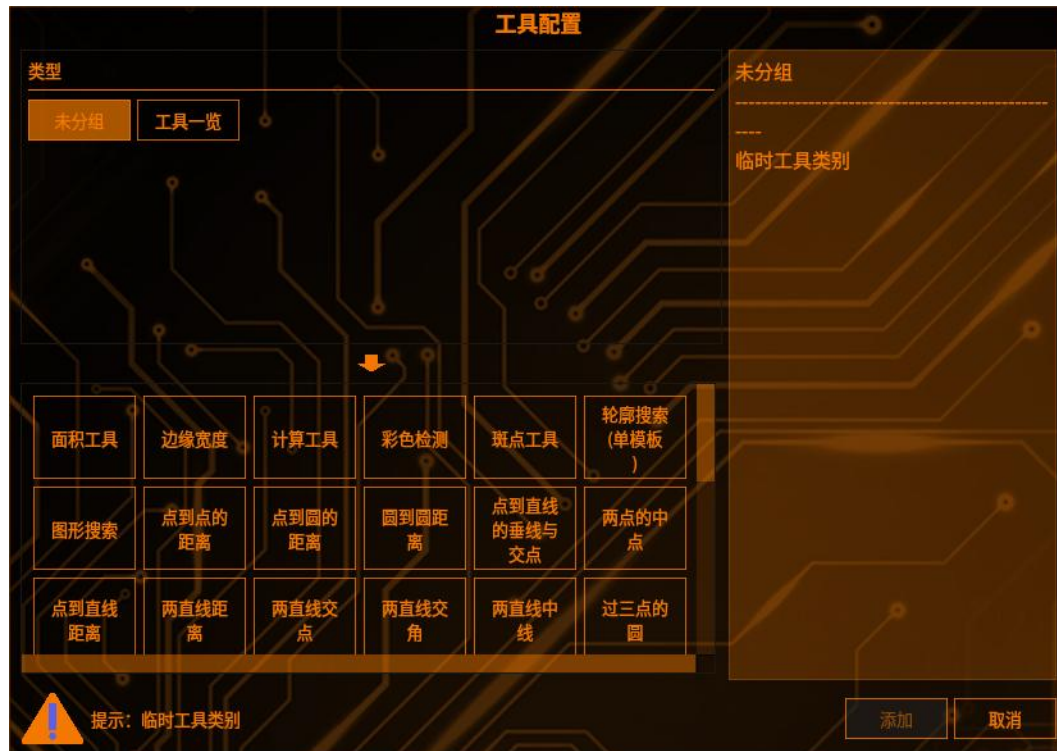 工具配置
类型
未分组 工具一览
未分组
--------------------------------------------
----
临时工具类别
面积工具 边缘宽度 计算工具 彩色检测 斑点工具 轮廓搜索
(单模板
)
图形搜索 点到点的
距离 点到圆的
距离 圆到圆距
离 点到直线
的垂线与
交点 两点的中
点
点到直线
距离 两直线距
离 两直线交
点 两直线交
角 两直线中
线 过三点的
圆
提示：临时工具类别
添加 取消